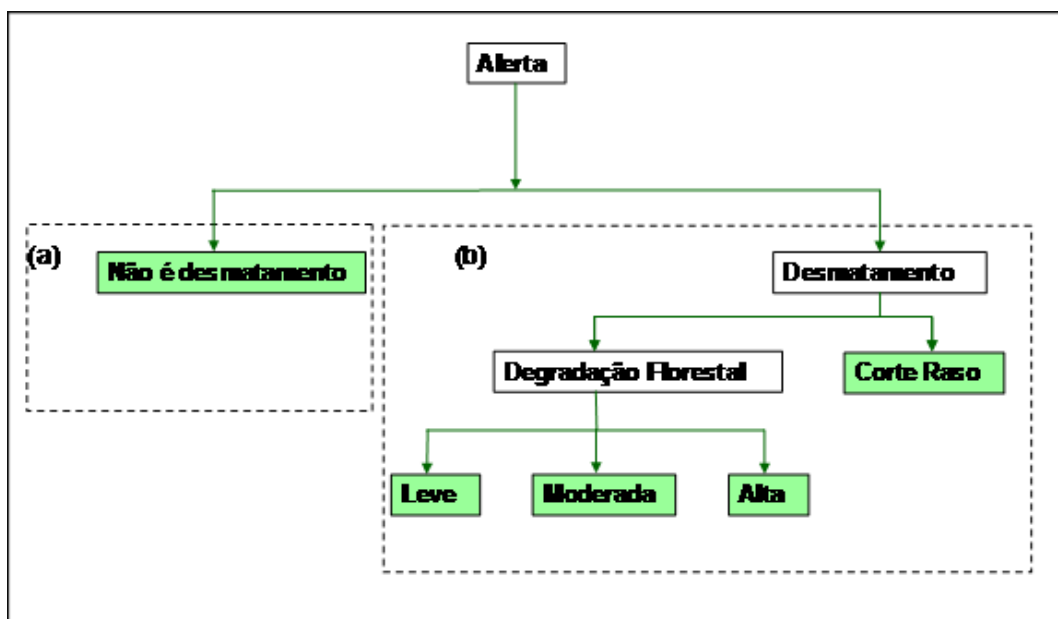 Alerta
(a)
Não é desmatamento
(b)
Desmatamento
Degradação Florestal
Corte Raso
Leve
Moderada
Alta